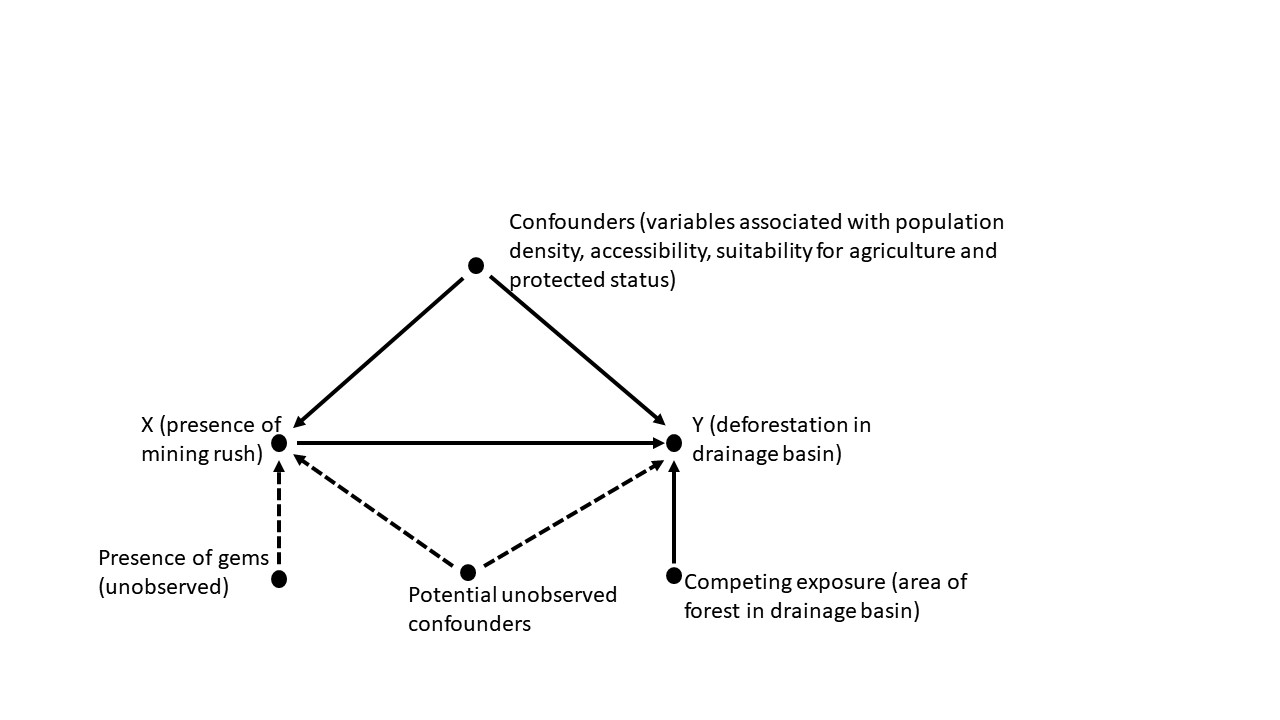 Confounders (variables associated with population
density, accessibility, suitability for agriculture and
protected status)
X (presence of
mining rush)
Y (deforestation in
drainage basin)
Presence of gems
(unobserved)
Potential unobserved
confounders
Competing exposure (area of
forest in drainage basin)